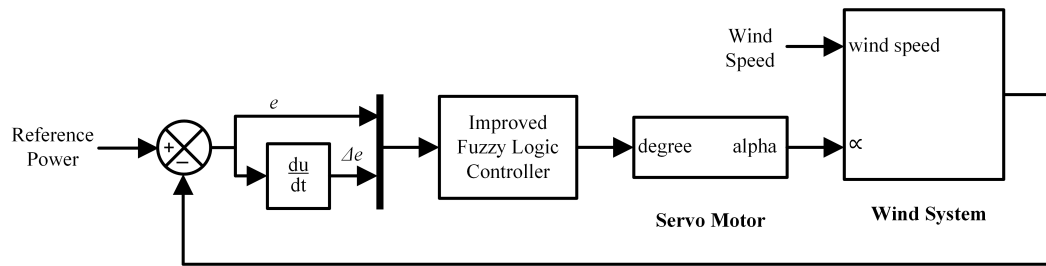 Reference
Power
+
−
e
du
dt
Δe
Improved
Fuzzy Logic
Controller
degree alpha
Servo Motor
Wind
Speed
wind speed
∝
Wind System